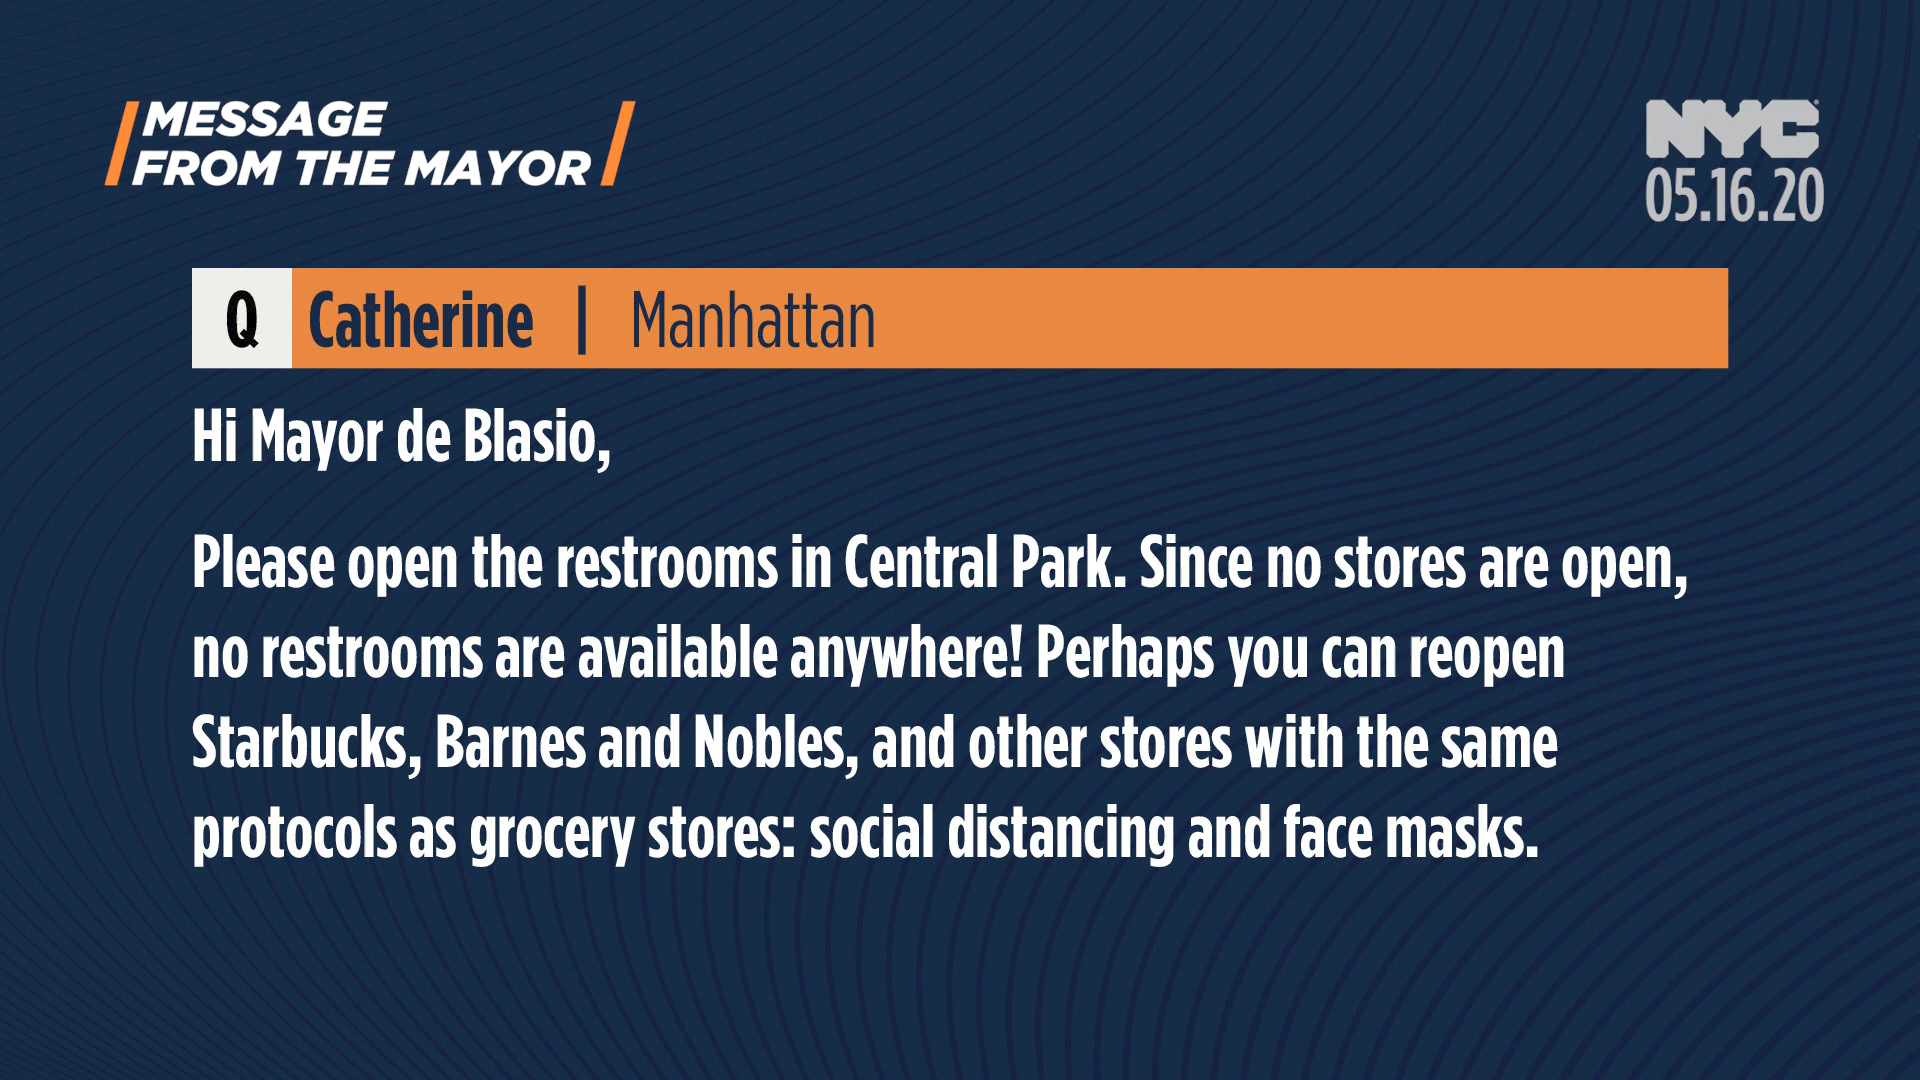 MESSAGE
FROM THE MAYOR
NYC
05.16.20
Q Catherine | Manhattan
Hi Mayor de Blasio,
Please open the restrooms in Central Park. Since no stores are open,
no restrooms are available anywhere! Perhaps you can reopen
Starbucks, Barnes and Nobles, and other stores with the same
protocols as grocery stores: social distancing and face masks.